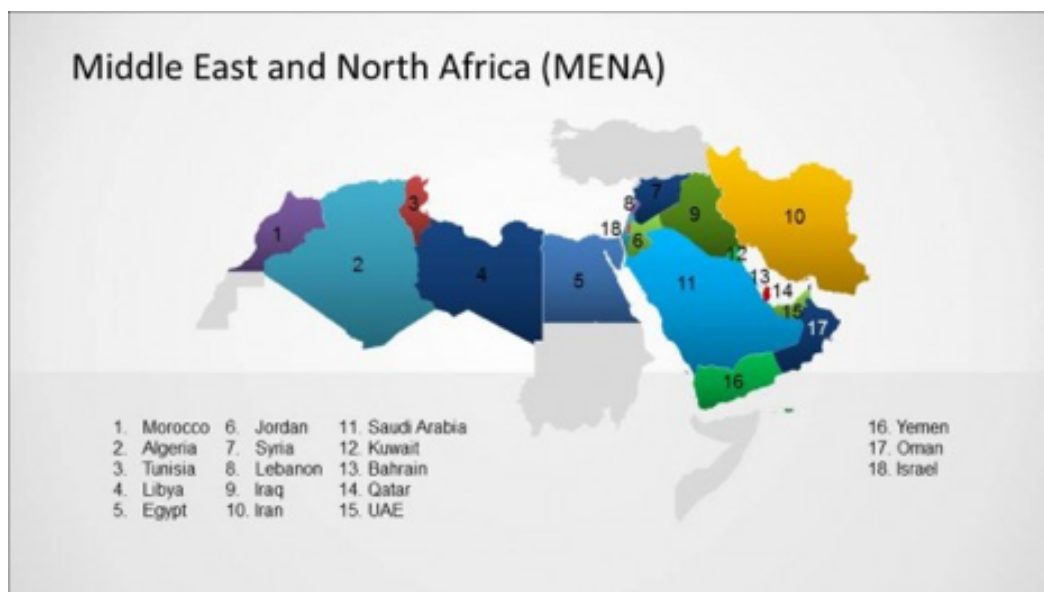 Middle East and North Africa (MENA)
7
8
9
3
18
6
10
1
12
2
13
11
14
4
5
15
17
16
1. Morocco
2. Algeria
3. Tunisia
4. Libya
5. Egypt
6. Jordan
7. Syria
8. Lebanon
9. Iraq
10. Iran
11. Saudi Arabia
12. Kuwait
13. Bahrain
14. Qatar
15. UAE
16. Yemen
17. Oman
18. Israel